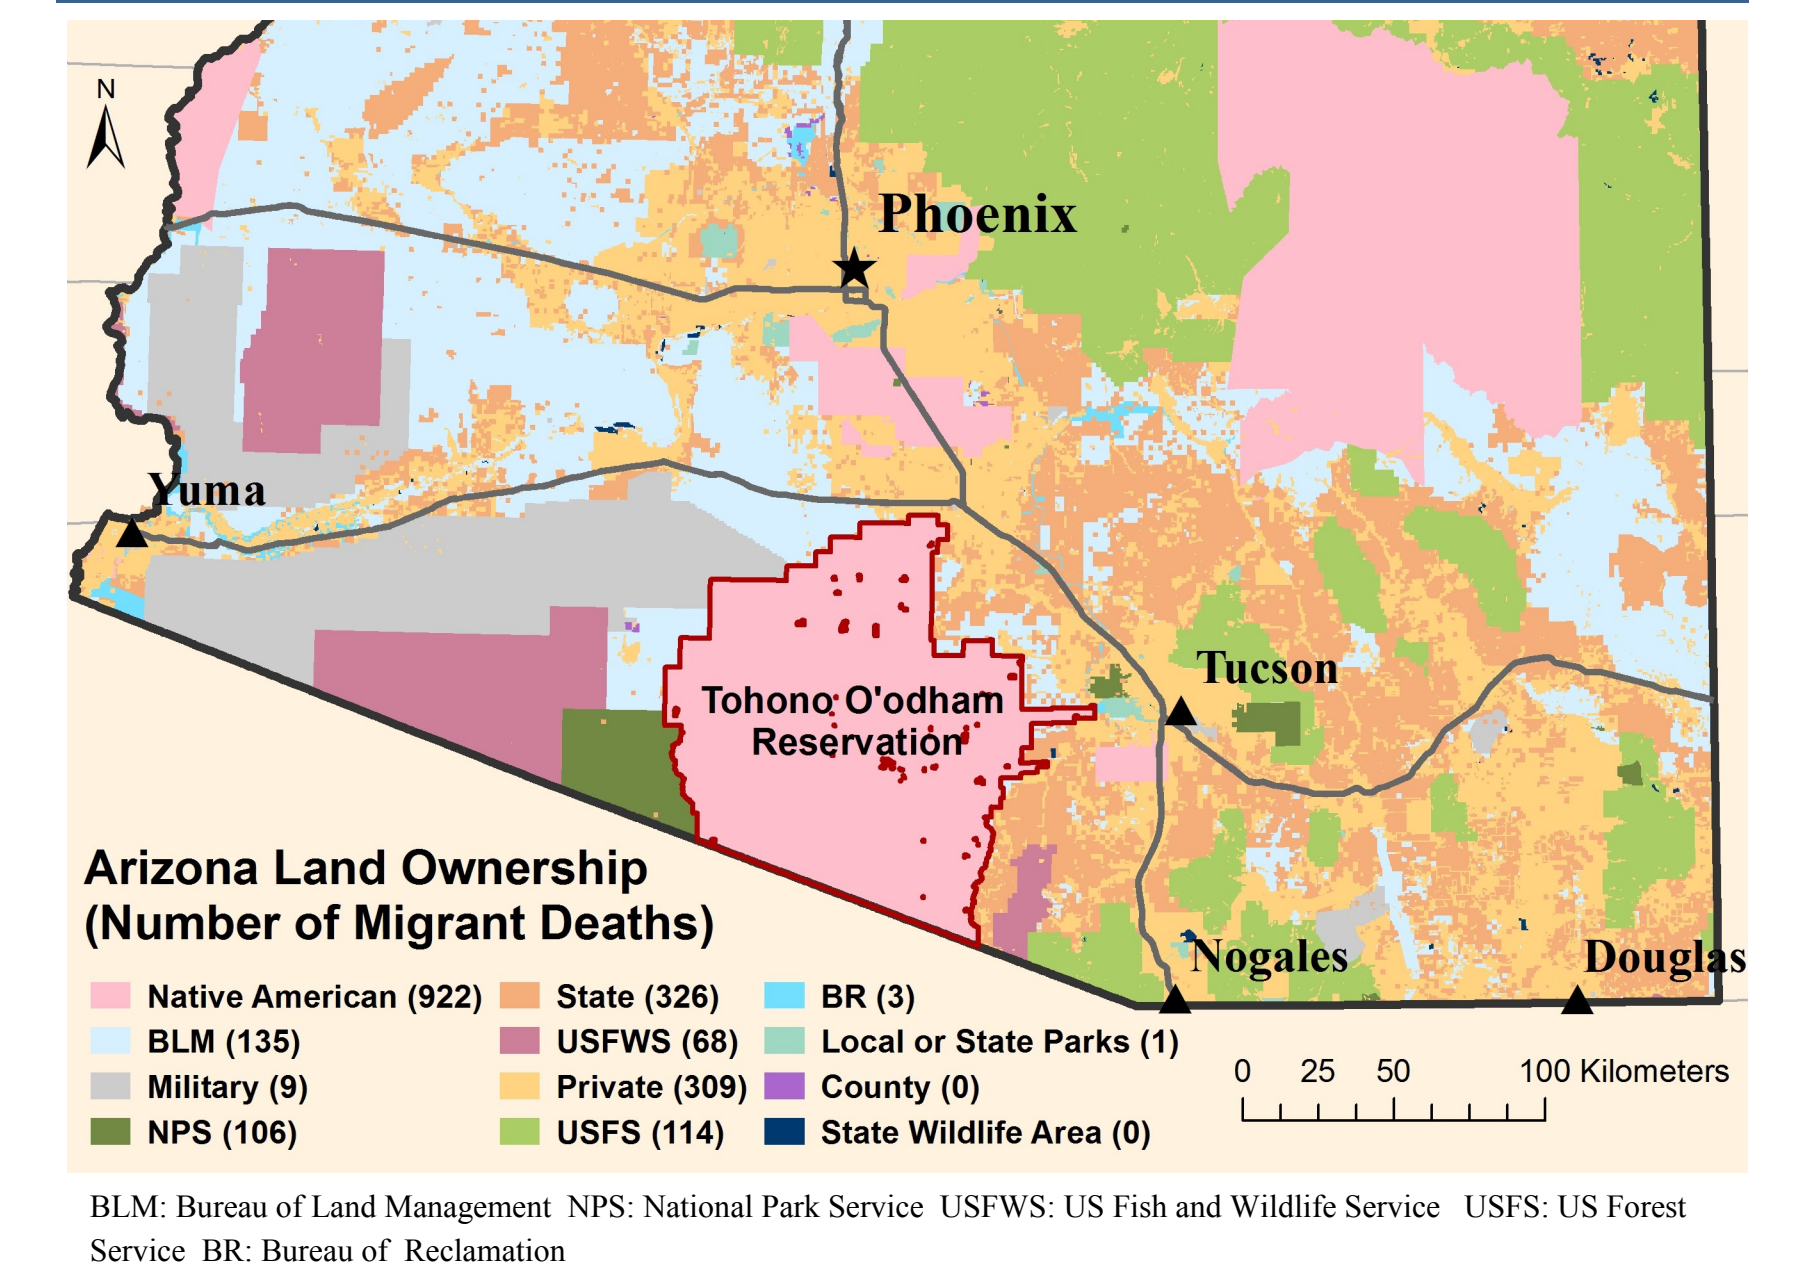 N
Phoenix
Yuma
Tucson
Tohono O'odham
Reservation
Nogales
Douglas
Arizona Land Ownership
(Number of Migrant Deaths)
Native American (922)
BLM (135)
Military (9)
NPS (106)
State (326)
USFWS (68)
Private (309)
USFS (114)
BR (3)
Local or State Parks (1)
County (0)
State Wildlife Area (0)
0 25 50 100 Kilometers
BLM: Bureau of Land Management NPS: National Park Service USFWS: US Fish and Wildlife Service USFS: US Forest
Service BR: Bureau of Reclamation